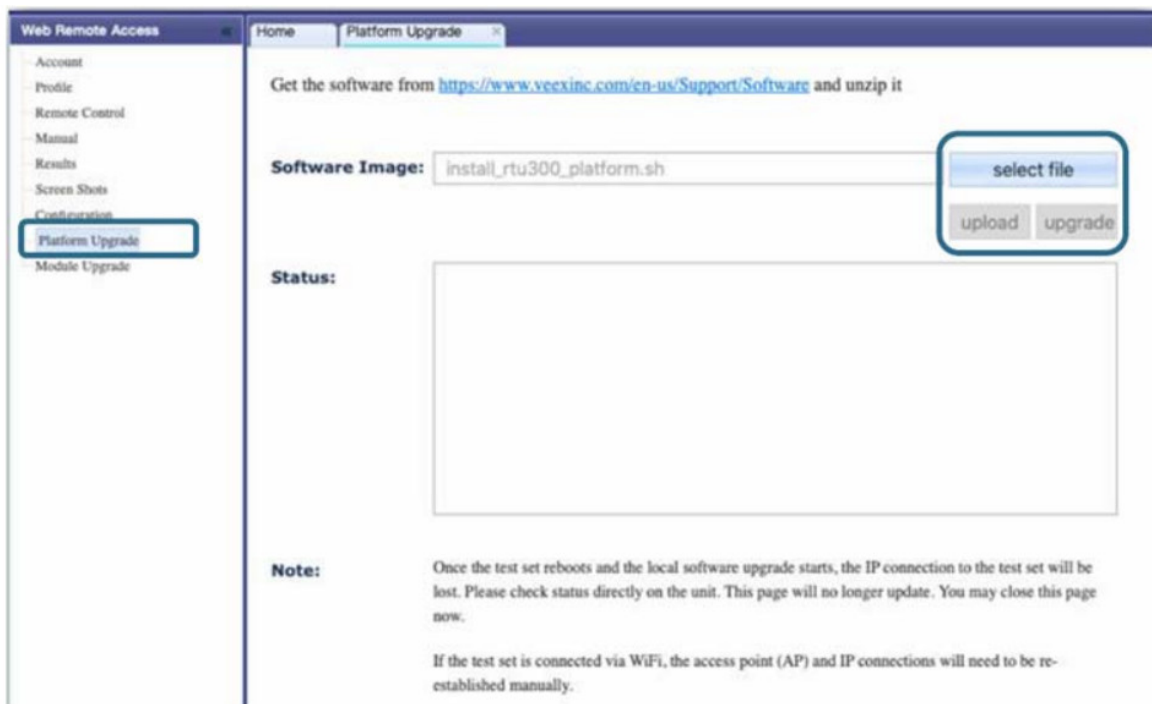 Web Remote Access
Home
Platform Upgrade
Account
Profile
Remote Control
Manual
Results
Screen Shots
Configuration
Platform Upgrade
Module Upgrade
Get the software from https://www.veexinc.com/en-us/Support/Software and unzip it
Software Image:
install_rtu300_platform.sh
select file
upload
upgrade
Status:
Note:
Once the test set reboots and the local software upgrade starts, the IP connection to the test set will be
lost. Please check status directly on the unit. This page will no longer update. You may close this page
now.
If the test set is connected via WiFi, the access point (AP) and IP connections will need to be re-
established manually.